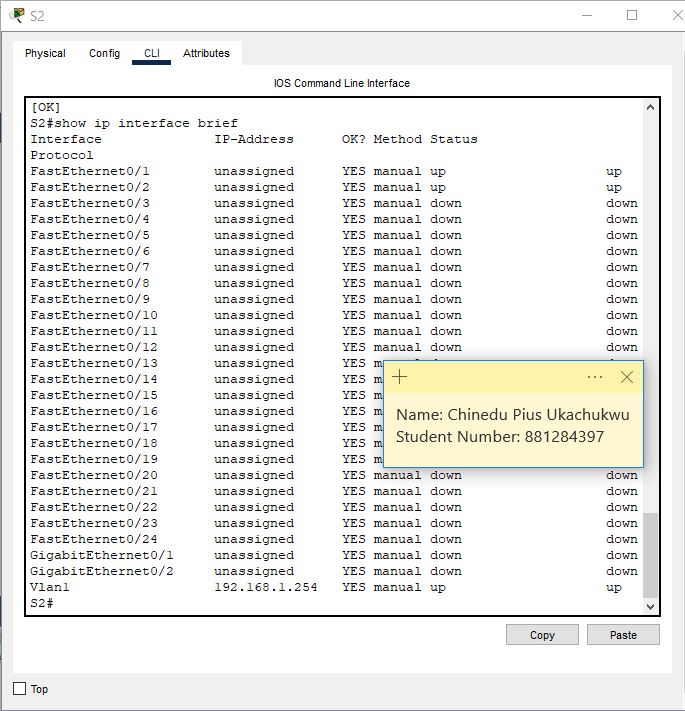 S2
Physical Config CLI Attributes
IOS Command Line Interface
[OK]
S2#show ip interface brief
Interface IP-Address OK? Method Status
Protocol
FastEthernet0/1 unassigned YES manual up up
FastEthernet0/2 unassigned YES manual up up
FastEthernet0/3 unassigned YES manual down down
FastEthernet0/4 unassigned YES manual down down
FastEthernet0/5 unassigned YES manual down down
FastEthernet0/6 unassigned YES manual down down
FastEthernet0/7 unassigned YES manual down down
FastEthernet0/8 unassigned YES manual down down
FastEthernet0/9 unassigned YES manual down down
FastEthernet0/10 unassigned YES manual down down
FastEthernet0/11 unassigned YES manual down down
FastEthernet0/12 unassigned YES manual down down
FastEthernet0/13 unassigned YES manual
FastEthernet0/14 unassigned YES
FastEthernet0/15 unassigned YES
FastEthernet0/16 unassigned YES
FastEthernet0/17 unassigned YES
FastEthernet0/18 unassigned YES
FastEthernet0/19 unassigned YES
Name: Chinedu Pius Ukachukwu
Student Number: 881284397
FastEthernet0/20 unassigned YES manual down down
FastEthernet0/21 unassigned YES manual down down
FastEthernet0/22 unassigned YES manual down down
FastEthernet0/23 unassigned YES manual down down
FastEthernet0/24 unassigned YES manual down down
GigabitEthernet0/1 unassigned YES manual down down
GigabitEthernet0/2 unassigned YES manual down down
Vlan1 192.168.1.254 YES manual up up
S2#
Copy Paste
Top